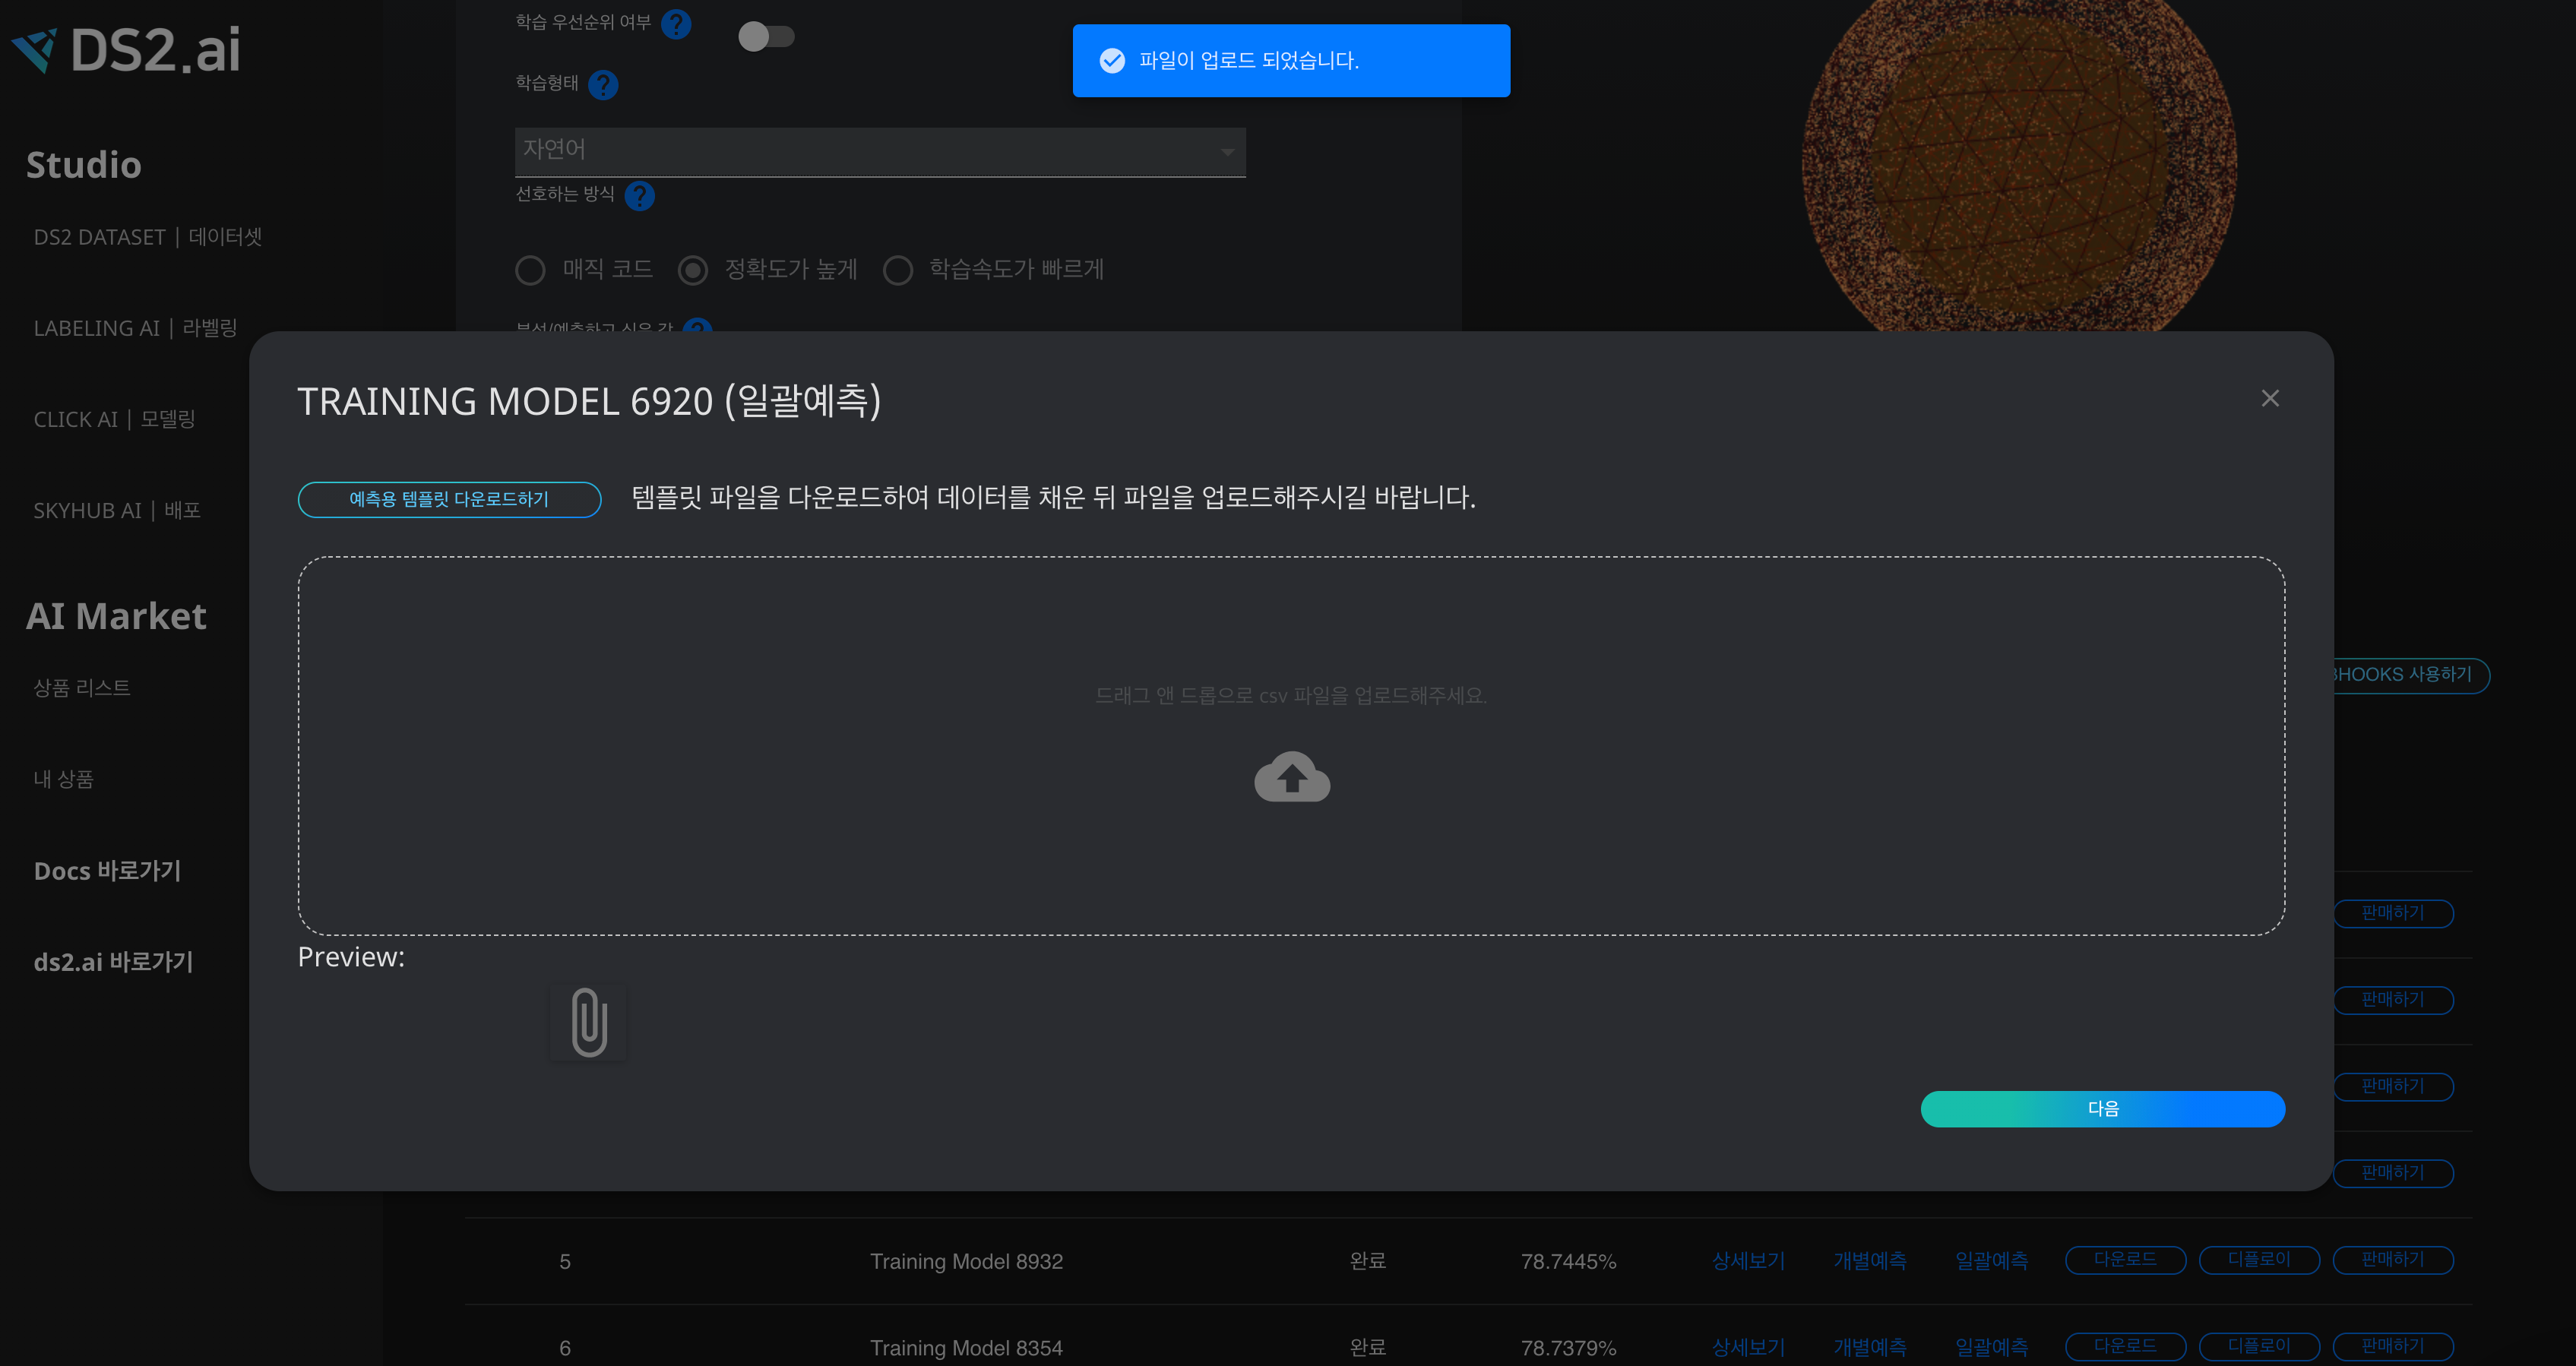 DS2.ai
Studio
DS2 DATASET | 데이터셋
LABELING AI | 라벨링
CLICK AI | 모델링
SKYHUB AI | 배포
AI Market
상품 리스트
내 상품
Docs 바로가기
ds2.ai 바로가기
학습 우선순위 여부 ?
파일이 업로드 되었습니다.
학습형태 ?
자연어
선호하는 방식 ?
매직 코드 정확도가 높게 학습속도가 빠르게
분석/예측하고 싶은 값 ?
TRAINING MODEL 6920 (일괄예측)
예측용 템플릿 다운로드하기 템플릿 파일을 다운로드하여 데이터를 채운 뒤 파일을 업로드해주시길 바랍니다.
드래그 앤 드롭으로 csv 파일을 업로드해주세요.
Preview:
다음
HOOKS 사용하기
판매하기
판매하기
판매하기
판매하기
5 Training Model 8932 완료 78.7445% 상세보기 개별예측 일괄예측 다운로드 디플로이 판매하기
6 Training Model 8354 완료 78.7379% 상세보기 개별예측 일괄예측 다운로드 디플로이 판매하기